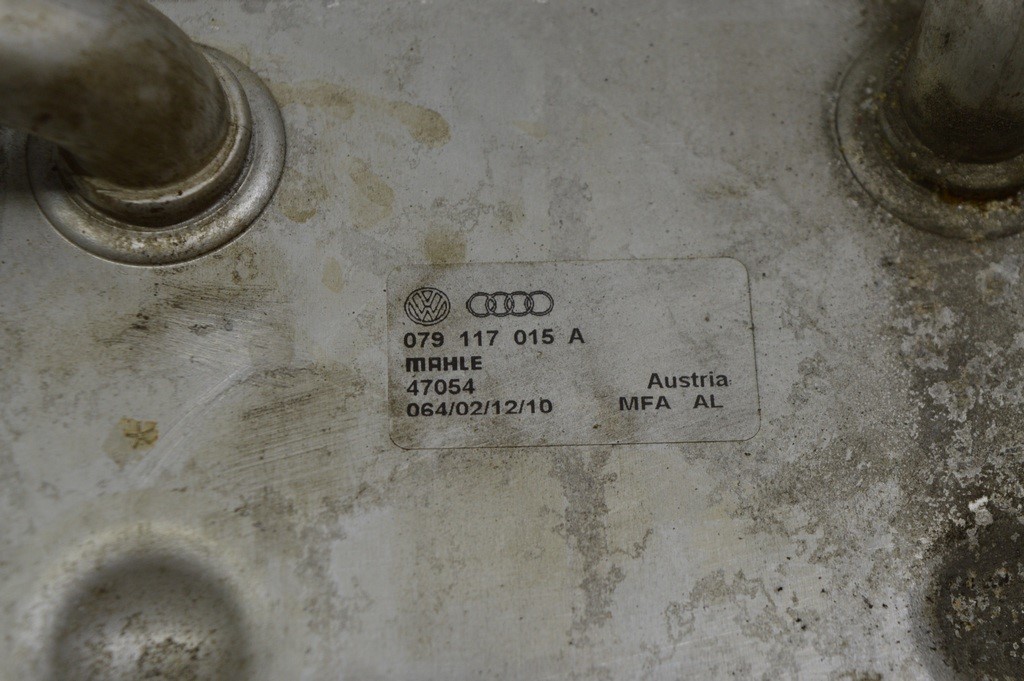 079 117 015 A
MAHLE
47054
Austria
064/02/12/10 MFA AL